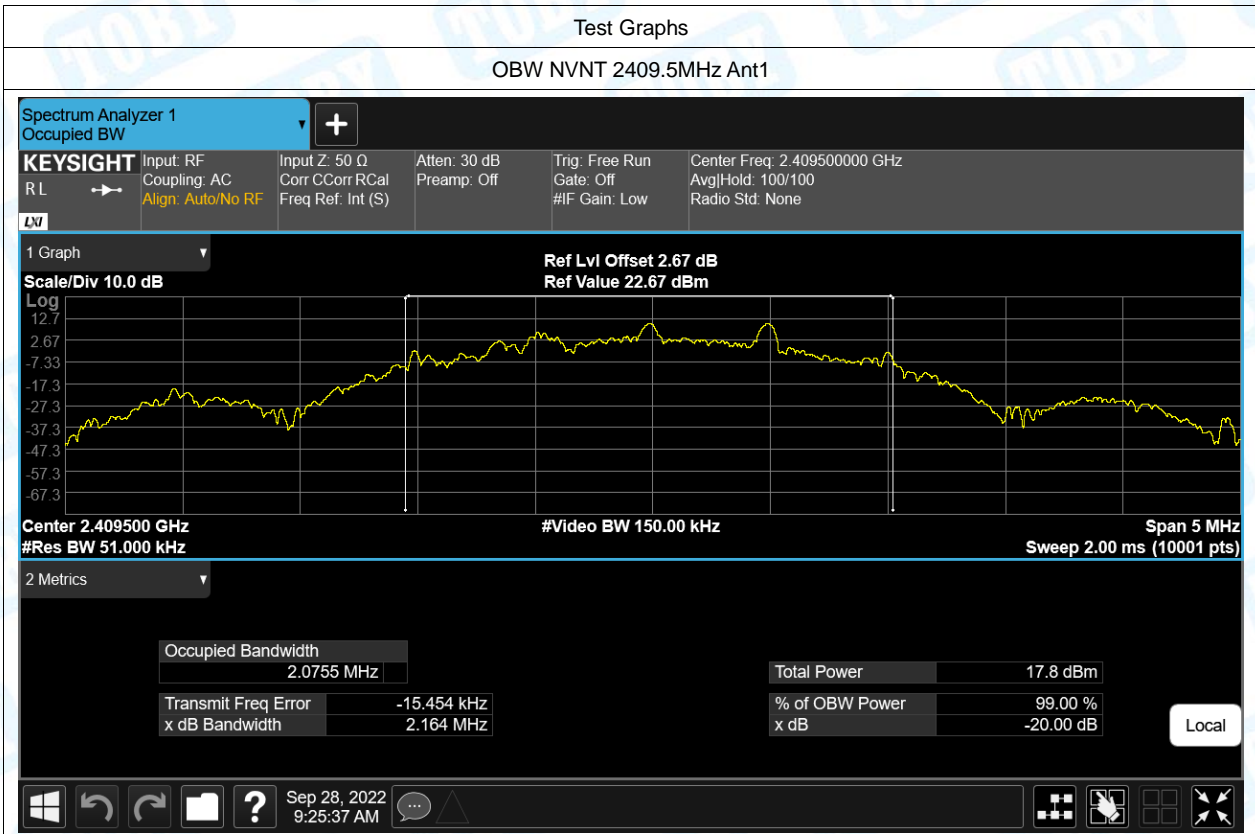 Test Graphs
OBW NVNT 2409.5MHz Ant1
Spectrum Analyzer 1
Occupied BW
KEYSIGHT
RL
LXI
Input: RF
Coupling: AC
Align: Auto/No RF
Input Z: 50 Ω
Corr CCorr RCal
Freq Ref: Int (S)
Atten: 30 dB
Preamp: Off
Trig: Free Run
Gate: Off
#IF Gain: Low
Center Freq: 2.409500000 GHz
Avg|Hold: 100/100
Radio Std: None
1 Graph
Scale/Div 10.0 dB
Ref Lvl Offset 2.67 dB
Ref Value 22.67 dBm
Log
12.7
2.67
-7.33
-17.3
-27.3
-37.3
-47.3
-57.3
-67.3
Center 2.409500 GHz
#Res BW 51.000 kHz
#Video BW 150.00 kHz
Span 5 MHz
Sweep 2.00 ms (10001 pts)
2 Metrics
Occupied Bandwidth
2.0755 MHz
Transmit Freq Error -15.454 kHz
x dB Bandwidth 2.164 MHz
Total Power 17.8 dBm
% of OBW Power 99.00 %
x dB -20.00 dB
Local
?
Sep 28, 2022
9:25:37 AM
TOBY